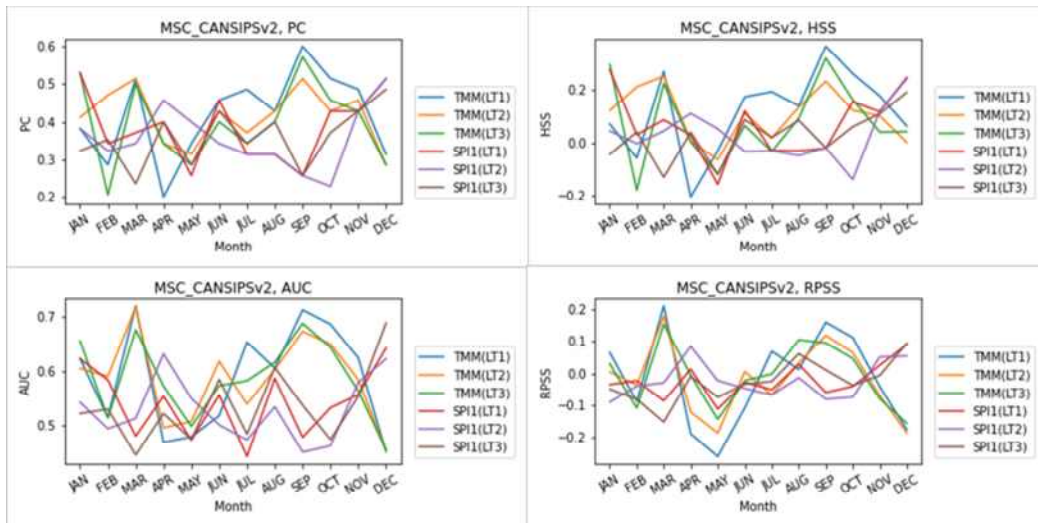 MSC_CANSIPSv2, PC
0.6
0.5
0.4
0.3
0.2
PC
JAN FEB MAR APR MAY JUN JUL AUG SEP OCT NOV DEC
Month
TMM(LT1)
TMM(LT2)
TMM(LT3)
SPI1(LT1)
SPI1(LT2)
SPI1(LT3)
MSC_CANSIPSv2, HSS
0.2
0.0
−0.2
HSS
JAN FEB MAR APR MAY JUN JUL AUG SEP OCT NOV DEC
Month
TMM(LT1)
TMM(LT2)
TMM(LT3)
SPI1(LT1)
SPI1(LT2)
SPI1(LT3)
MSC_CANSIPSv2, AUC
0.7
0.6
0.5
AUC
JAN FEB MAR APR MAY JUN JUL AUG SEP OCT NOV DEC
Month
TMM(LT1)
TMM(LT2)
TMM(LT3)
SPI1(LT1)
SPI1(LT2)
SPI1(LT3)
MSC_CANSIPSv2, RPSS
0.2
0.1
0.0
−0.1
−0.2
RPSS
JAN FEB MAR APR MAY JUN JUL AUG SEP OCT NOV DEC
Month
TMM(LT1)
TMM(LT2)
TMM(LT3)
SPI1(LT1)
SPI1(LT2)
SPI1(LT3)